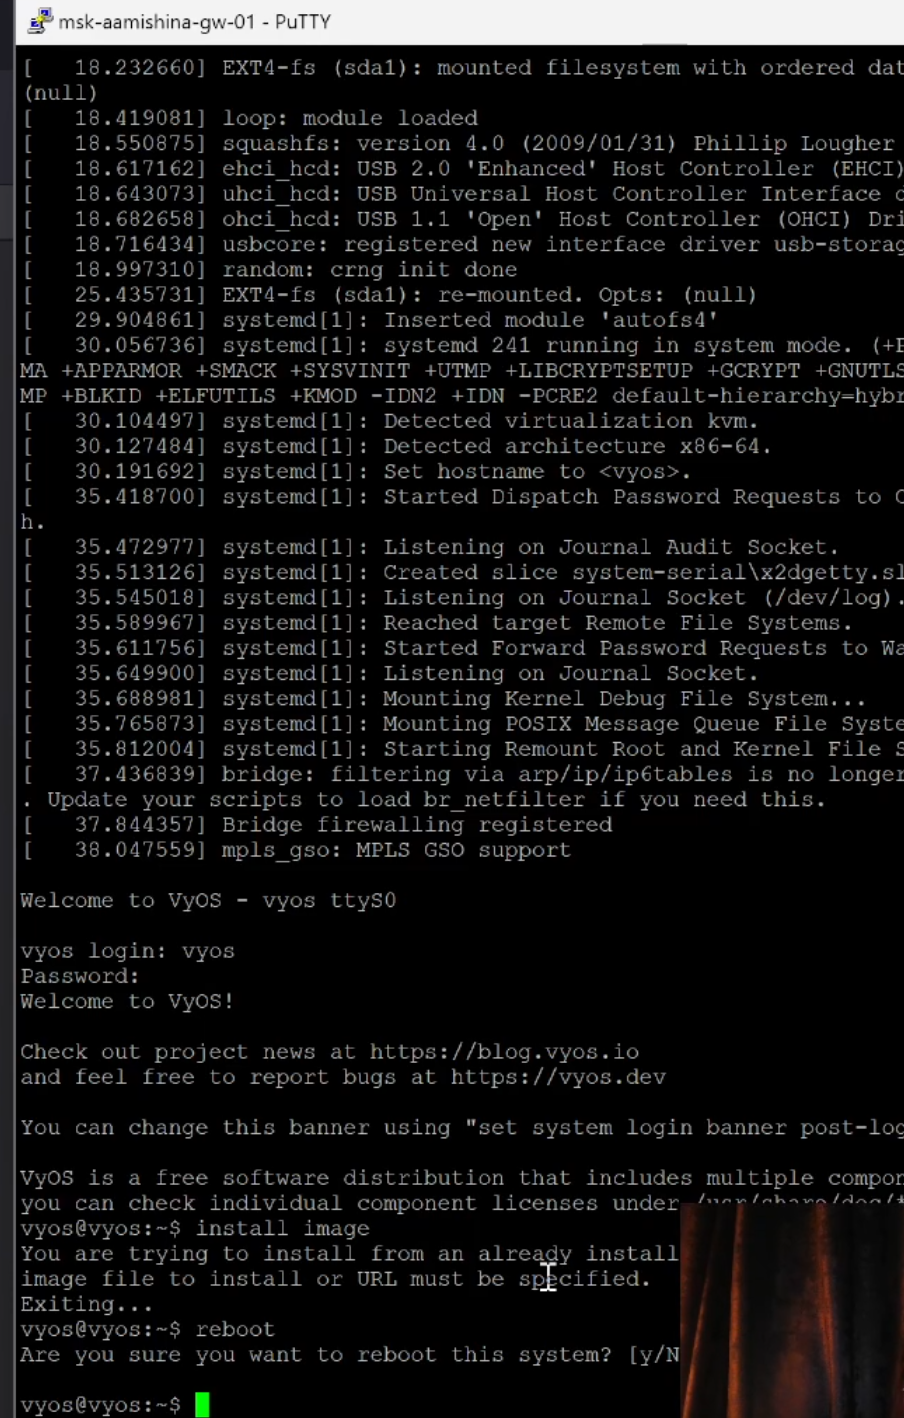 msk-aamishina-gw-01 - PuTTY
[   18.232660] EXT4-fs (sda1): mounted filesystem with ordered dat
(null)
[   18.419081] loop: module loaded
[   18.550875] squashfs: version 4.0 (2009/01/31) Phillip Lougher
[   18.617162] ehci_hcd: USB 2.0 'Enhanced' Host Controller (EHCI)
[   18.643073] uhci_hcd: USB Universal Host Controller Interface d
[   18.682658] ohci_hcd: USB 1.1 'Open' Host Controller (OHCI) Dri
[   18.716434] usbcore: registered new interface driver usb-storag
[   18.997310] random: crng init done
[   25.435731] EXT4-fs (sda1): re-mounted. Opts: (null)
[   29.904861] systemd[1]: Inserted module 'autofs4'
[   30.056736] systemd[1]: systemd 241 running in system mode. (+P
MA +APPARMOR +SMACK +SYSVINIT +UTMP +LIBCRYPTSETUP +GCRYPT +GNUTLS
MP +BLKID +ELFUTILS +KMOD -IDN2 +IDN -PCRE2 default-hierarchy=hybr
[   30.104497] systemd[1]: Detected virtualization kvm.
[   30.127484] systemd[1]: Detected architecture x86-64.
[   30.191692] systemd[1]: Set hostname to <vyos>.
[   35.418700] systemd[1]: Started Dispatch Password Requests to C
h.
[   35.472977] systemd[1]: Listening on Journal Audit Socket.
[   35.513126] systemd[1]: Created slice system-serial\x2dgetty.sl
[   35.545018] systemd[1]: Listening on Journal Socket (/dev/log).
[   35.589967] systemd[1]: Reached target Remote File Systems.
[   35.611756] systemd[1]: Started Forward Password Requests to Wa
[   35.649900] systemd[1]: Listening on Journal Socket.
[   35.688981] systemd[1]: Mounting Kernel Debug File System...
[   35.765873] systemd[1]: Mounting POSIX Message Queue File Syste
[   35.812004] systemd[1]: Starting Remount Root and Kernel File S
[   37.436839] bridge: filtering via arp/ip/ip6tables is no longer
. Update your scripts to load br_netfilter if you need this.
[   37.844357] Bridge firewalling registered
[   38.047559] mpls_gso: MPLS GSO support
Welcome to VyOS - vyos ttyS0
vyos login: vyos
Password:
Welcome to VyOS!
Check out project news at https://blog.vyos.io
and feel free to report bugs at https://vyos.dev
You can change this banner using "set system login banner post-log
VyOS is a free software distribution that includes multiple compon
you can check individual component licenses under /usr/share/doc/*
vyos@vyos:~$ install image
You are trying to install from an already install
image file to install or URL must be specified.
Exiting...
vyos@vyos:~$ reboot
Are you sure you want to reboot this system? [y/N
vyos@vyos:~$